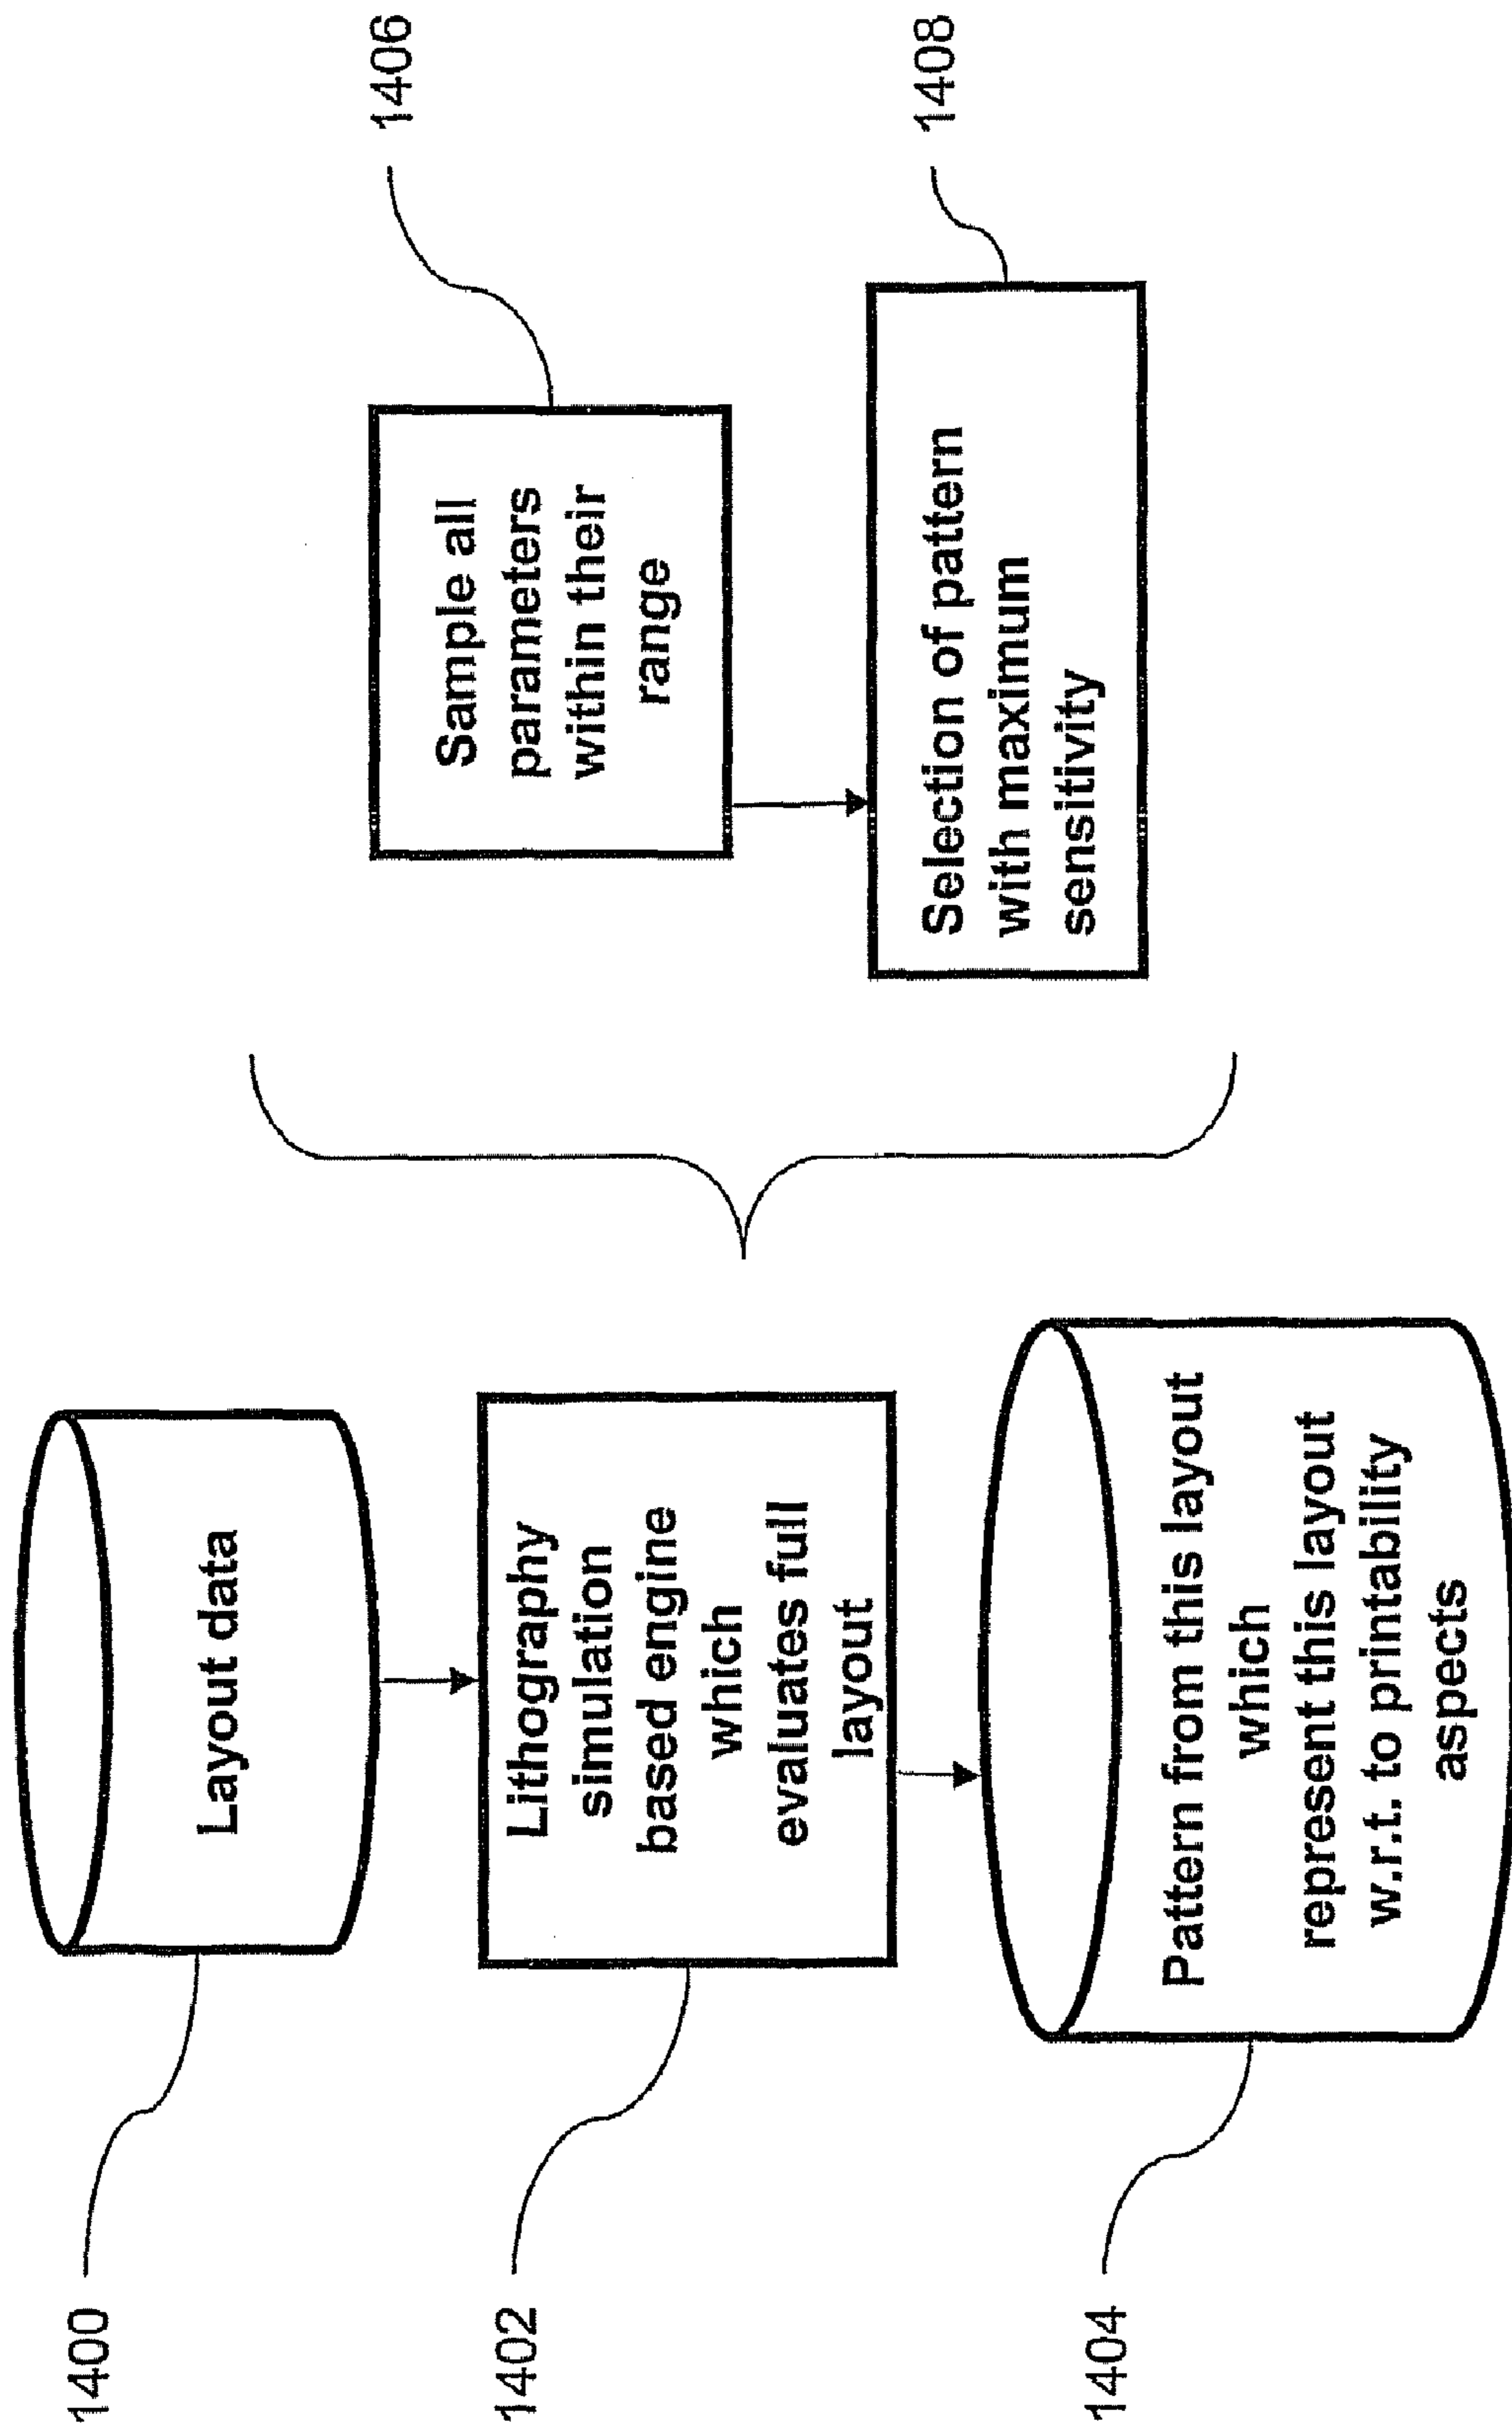 1400
Layout data
1402
Lithography
simulation
based engine
which
evaluates full
layout
1404
Pattern from this layout
which
represent this layout
w.r.t. to printability
aspects
1406
Sample all
parameters
within their
range
1408
Selection of pattern
with maximum
sensitivity